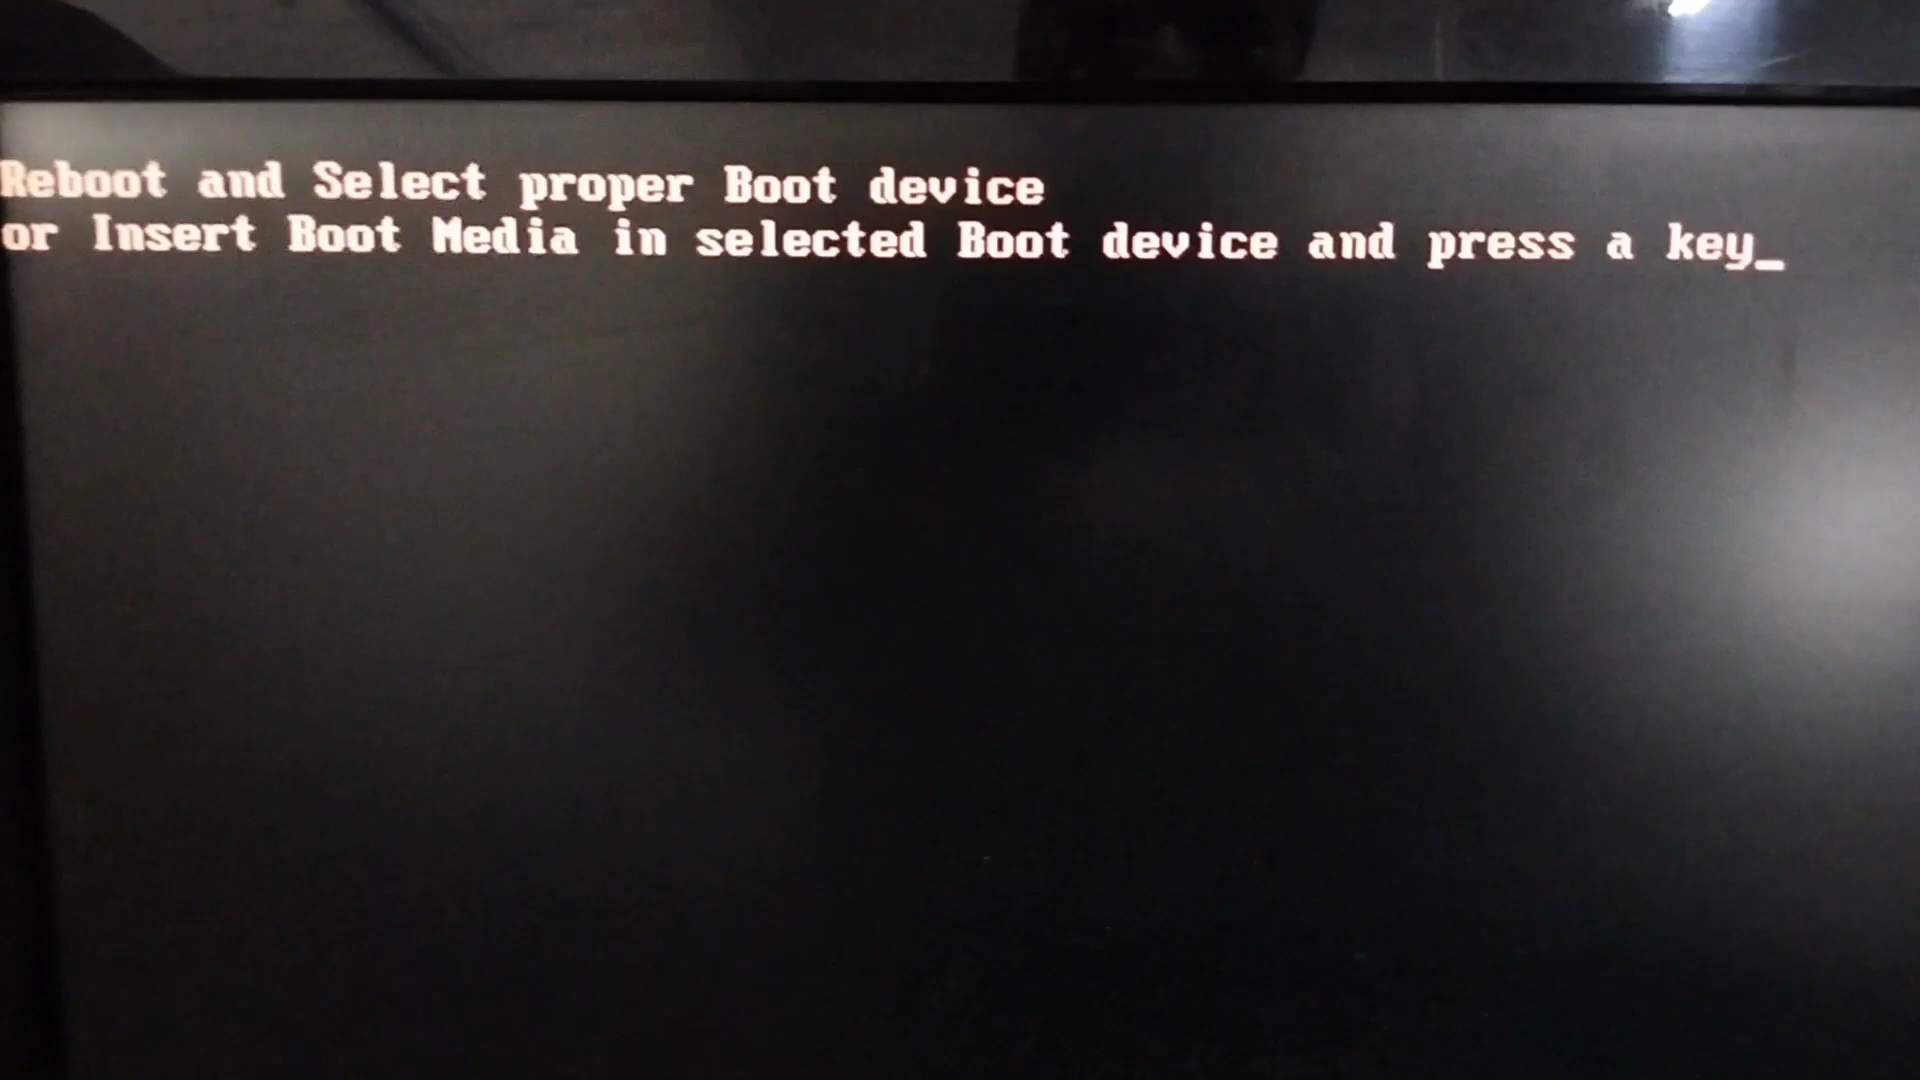 Reboot and Select proper Boot device
or Insert Boot Media in selected Boot device and press a key_